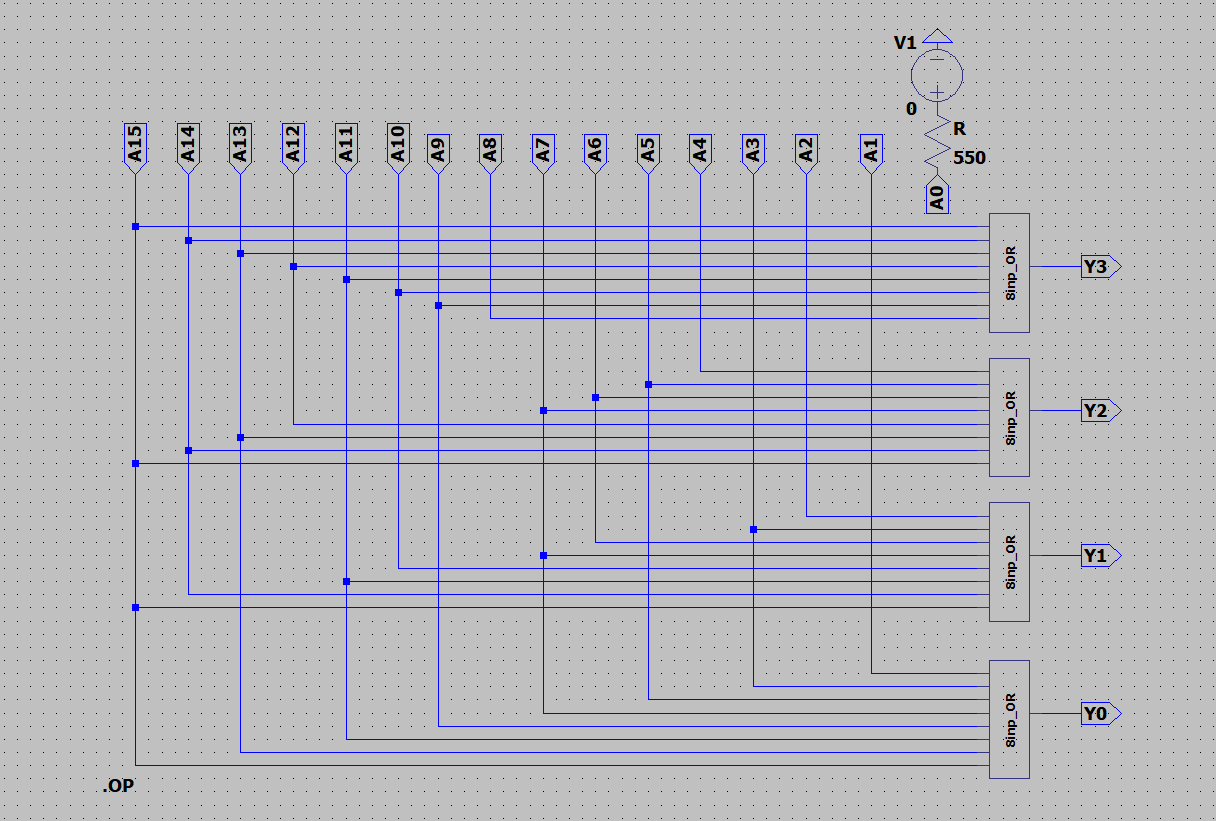 V1
0
R
550
A15
A14
A13
A12
A11
A10
A9
A8
A7
A6
A5
A4
A3
A2
A1
A0
8inp_OR
Y3
8inp_OR
Y2
8inp_OR
Y1
8inp_OR
Y0
.OP